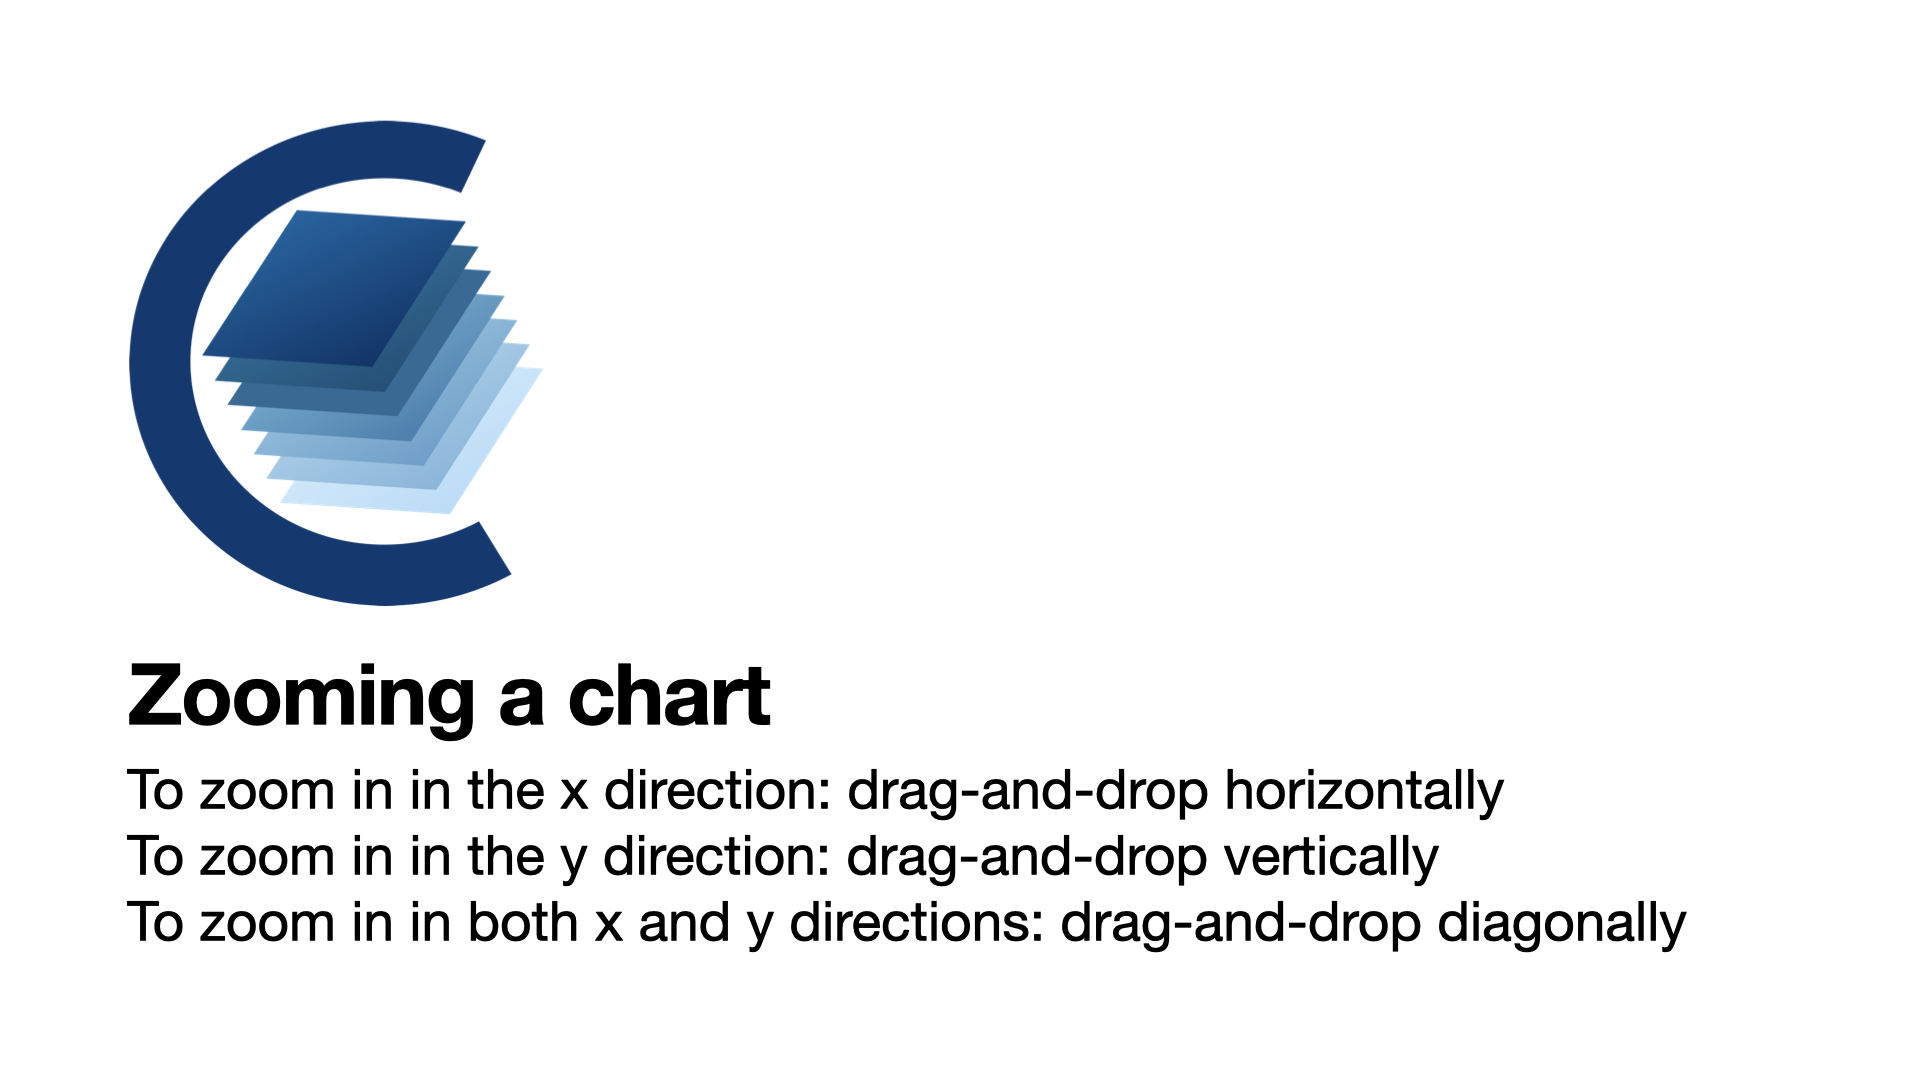 Zooming a chart
To zoom in in the x direction: drag-and-drop horizontally
To zoom in in the y direction: drag-and-drop vertically
To zoom in in both x and y directions: drag-and-drop diagonally